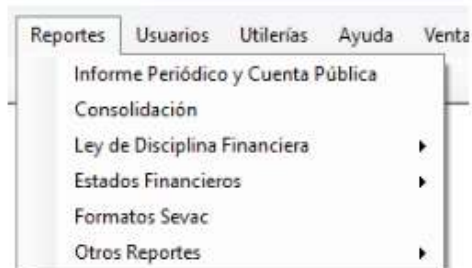 Reportes Usuarios Utilerías Ayuda Venta
Informe Periódico y Cuenta Pública
Consolidación
Ley de Disciplina Financiera
Estados Financieros
Formatos Sevac
Otros Reportes